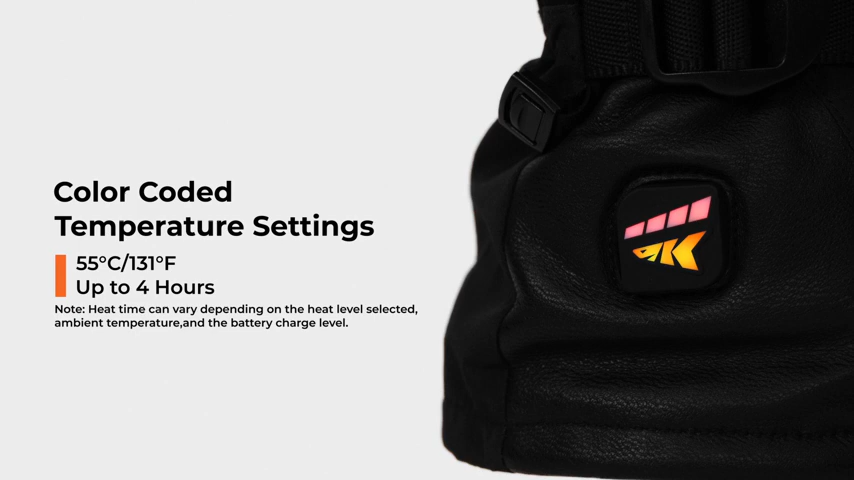 Color Coded
Temperature Settings
55°C/131°F
Up to 4 Hours
Note: Heat time can vary depending on the heat level selected,
ambient temperature,and the battery charge level.